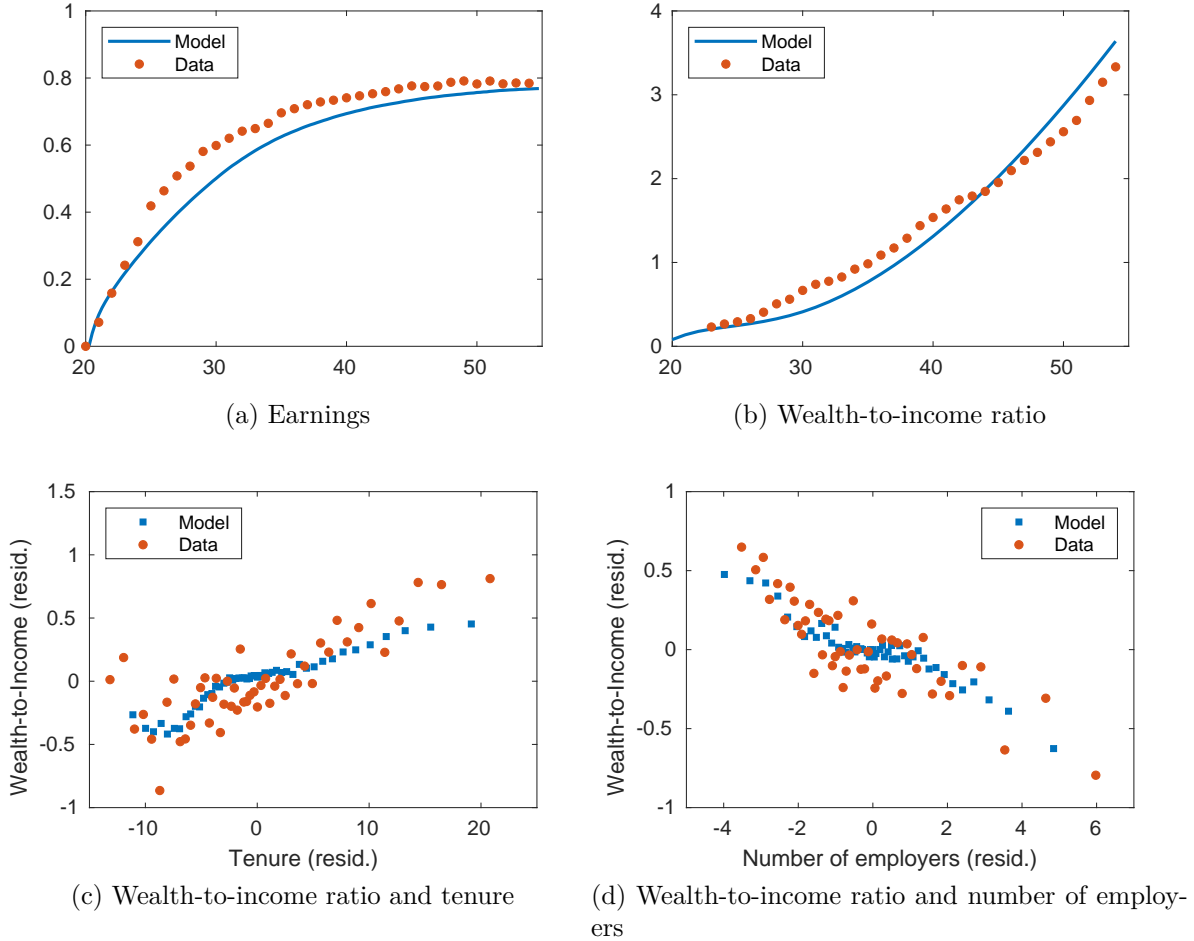 1
0.8
0.6
0.4
0.2
0
20 30 40 50
Model
Data
(a) Earnings
4
3
2
1
0
20 30 40 50
Model
Data
(b) Wealth-to-income ratio
1.5
1
0.5
0
-0.5
-1
-10 0 10 20
Wealth-to-Income (resid.)
Tenure (resid.)
Model
Data
(c) Wealth-to-income ratio and tenure
1
0.5
0
-0.5
-1
-4 -2 0 2 4 6
Wealth-to-Income (resid.)
Number of employers (resid.)
Model
Data
(d) Wealth-to-income ratio and number of employ-
ers